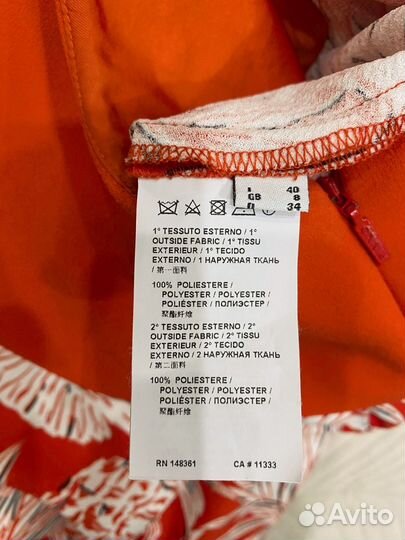 I 40
GB 8
D 34
1° TESSUTO ESTERNO / 1°
OUTSIDE FABRIC / 1° TISSU
EXTERIEUR / 1° TECIDO
EXTERNO / 1 НАРУЖНАЯ ТКАНЬ
/ 第一面料
100% POLIESTERE /
POLYESTER / POLYESTER /
POLIÉSTER / ПОЛИЭСТЕР /
聚酯纤维
2° TESSUTO ESTERNO / 2°
OUTSIDE FABRIC / 2° TISSU
EXTERIEUR / 2° TECIDO
EXTERNO / 2 НАРУЖНАЯ ТКАНЬ
/ 第二面料
100% POLIESTERE /
POLYESTER / POLYESTER /
POLIÉSTER / ПОЛИЭСТЕР /
聚酯纤维
RN 148361 CA # 11333
Avito